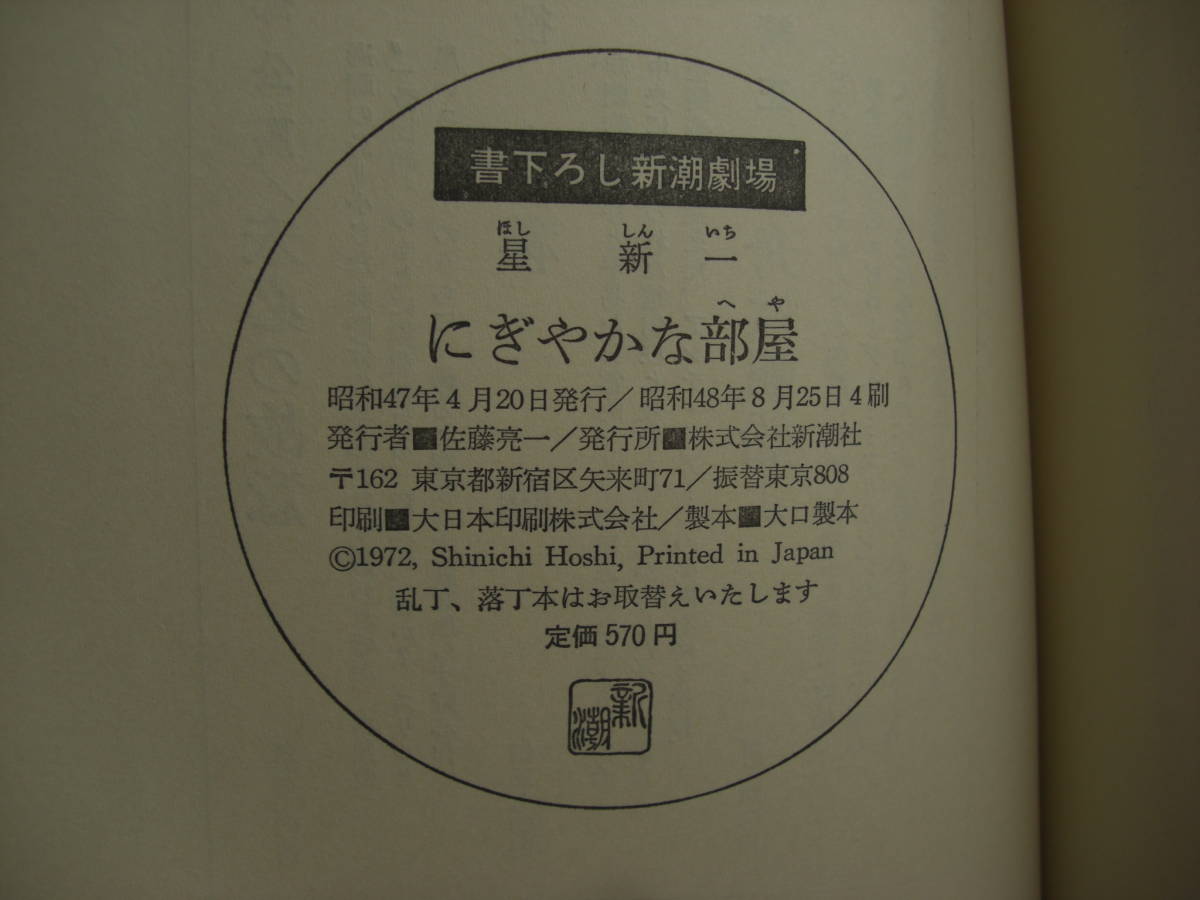 書下ろし新潮劇場
ほし しん いち
星 新 一
へ や
にぎやかな部屋
昭和47年4月20日発行/昭和48年8月25日4刷
発行者■佐藤亮一/発行所■株式会社新潮社
〒162 東京都新宿区矢来町71/振替東京808
印刷■大日本印刷株式会社/製本■大口製本
©1972, Shinichi Hoshi, Printed in Japan
乱丁、落丁本はお取替えいたします
定価570円
新潮